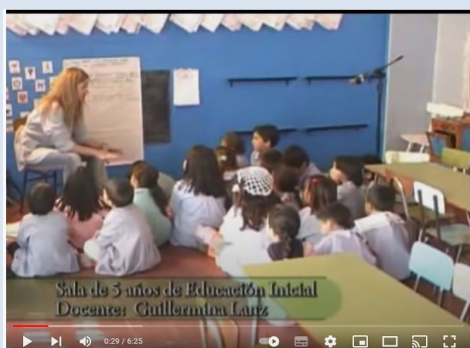 Sala de 5 años de Educación Inicial
Docente: Guillermina Lanz
0:29 / 6:25